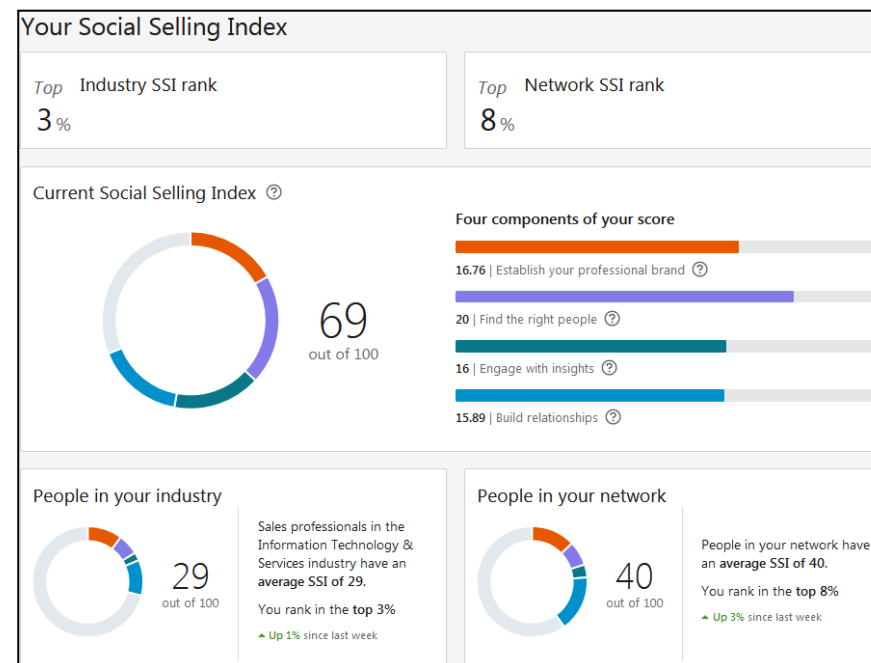 Your Social Selling Index
Top Industry SSI rank
3 %
Top Network SSI rank
8 %
Current Social Selling Index ?
69
out of 100
Four components of your score
16.76 | Establish your professional brand ?
20 | Find the right people ?
16 | Engage with insights ?
15.89 | Build relationships ?
People in your industry
29
out of 100
Sales professionals in the
Information Technology &
Services industry have an
average SSI of 29.
You rank in the top 3%
Up 1% since last week
People in your network
40
out of 100
People in your network have
an average SSI of 40.
You rank in the top 8%
Up 3% since last week